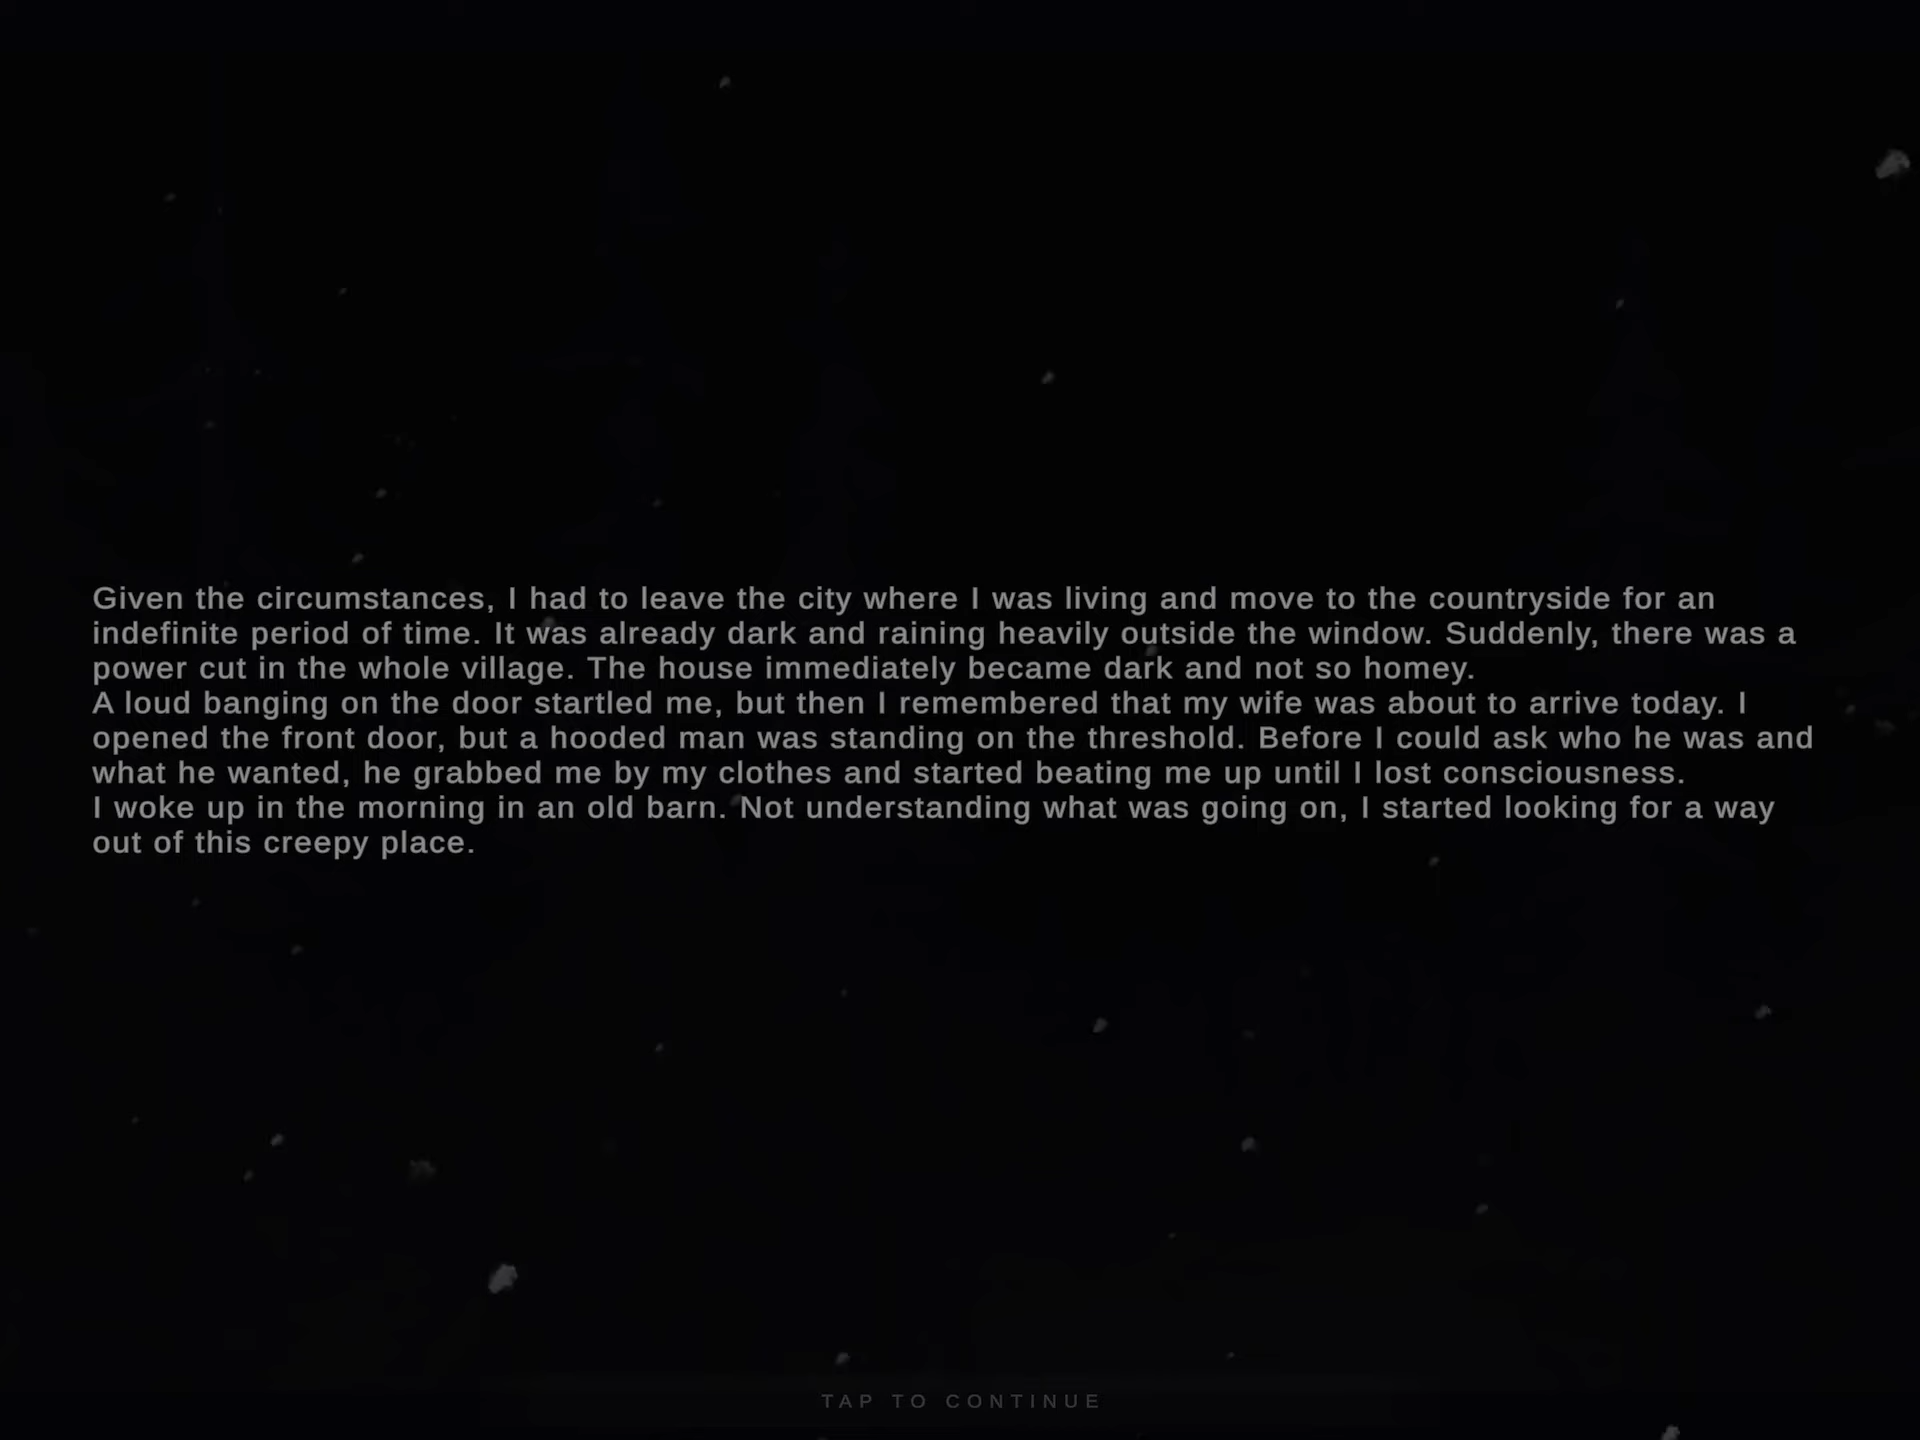 Given the circumstances, I had to leave the city where I was living and move to the countryside for an
indefinite period of time. It was already dark and raining heavily outside the window. Suddenly, there was a
power cut in the whole village. The house immediately became dark and not so homey.
A loud banging on the door startled me, but then I remembered that my wife was about to arrive today. I
opened the front door, but a hooded man was standing on the threshold. Before I could ask who he was and
what he wanted, he grabbed me by my clothes and started beating me up until I lost consciousness.
I woke up in the morning in an old barn. Not understanding what was going on, I started looking for a way
out of this creepy place.
TAP TO CONTINUE